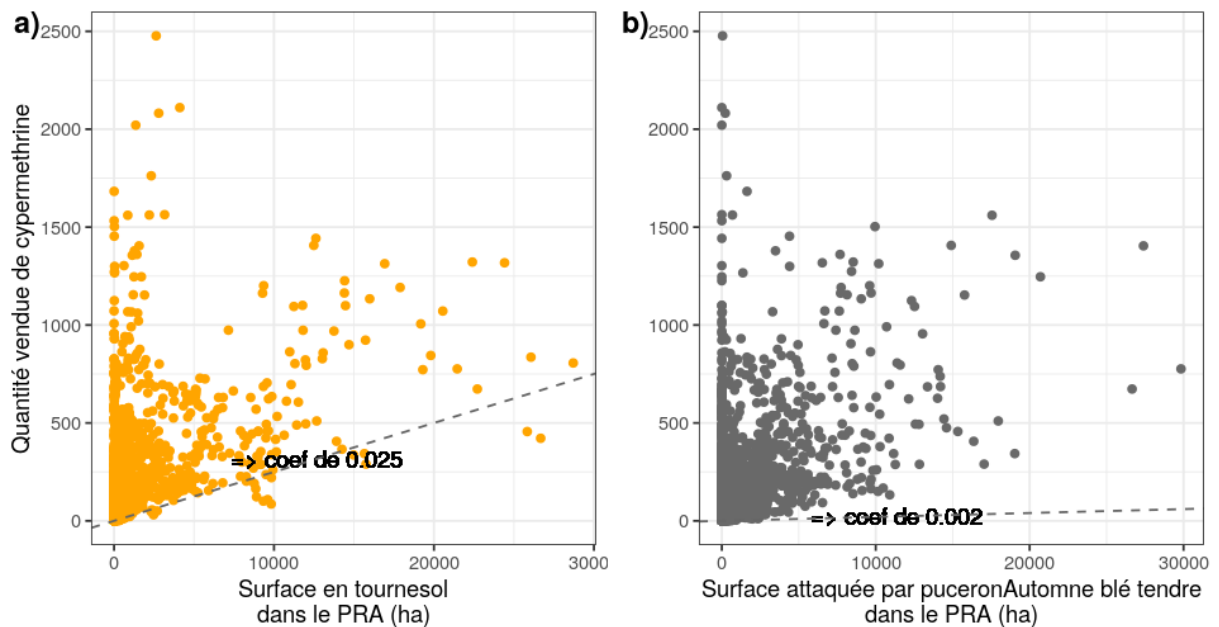 a)
Quantité vendue de cypermethrine
2500
2000
1500
1000
500
0
=> coef de 0.025
0
10000
20000
30000
Surface en tournesol
dans le PRA (ha)
b)
2500
2000
1500
1000
500
0
=> coef de 0.002
0
10000
20000
30000
Surface attaquée par puceronAutomne blé tendre
dans le PRA (ha)